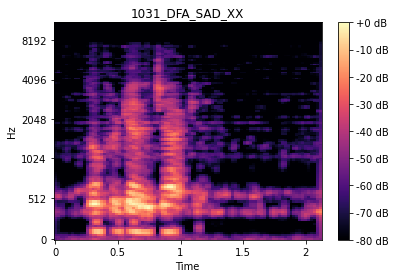 1031_DFA_SAD_XX
+0 dB
8192
-10 dB
4096
-20 dB
-30 dB
2048
Hz
-40 dB
1024
-50 dB
512
-60 dB
-70 dB
0
-80 dB
0
0.5
1
1.5
2
Time